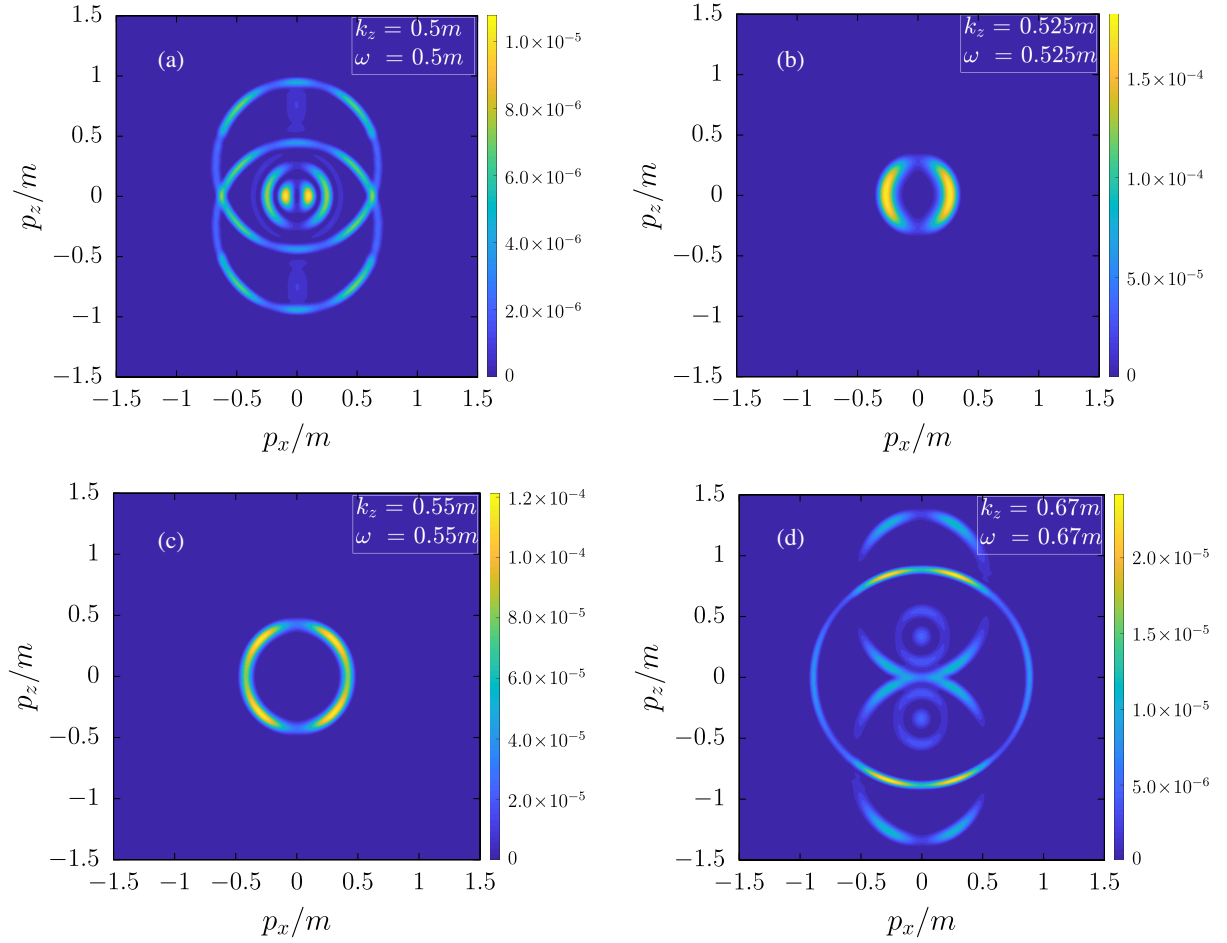 (a)
k_z = 0.5m
ω = 0.5m
1.5
1
0.5
0
−0.5
−1
−1.5
p_z/m
−1.5 −1 −0.5 0 0.5 1 1.5
p_x/m
1.0×10⁻⁵
8.0×10⁻⁶
6.0×10⁻⁶
4.0×10⁻⁶
2.0×10⁻⁶
0
(b)
k_z = 0.525m
ω = 0.525m
1.5
1
0.5
0
−0.5
−1
−1.5
p_z/m
−1.5 −1 −0.5 0 0.5 1 1.5
p_x/m
1.5×10⁻⁴
1.0×10⁻⁴
5.0×10⁻⁵
0
(c)
k_z = 0.55m
ω = 0.55m
1.5
1
0.5
0
−0.5
−1
−1.5
p_z/m
−1.5 −1 −0.5 0 0.5 1 1.5
p_x/m
1.2×10⁻⁴
1.0×10⁻⁴
8.0×10⁻⁵
6.0×10⁻⁵
4.0×10⁻⁵
2.0×10⁻⁵
0
(d)
k_z = 0.67m
ω = 0.67m
1.5
1
0.5
0
−0.5
−1
−1.5
p_z/m
−1.5 −1 −0.5 0 0.5 1 1.5
p_x/m
2.0×10⁻⁵
1.5×10⁻⁵
1.0×10⁻⁵
5.0×10⁻⁶
0